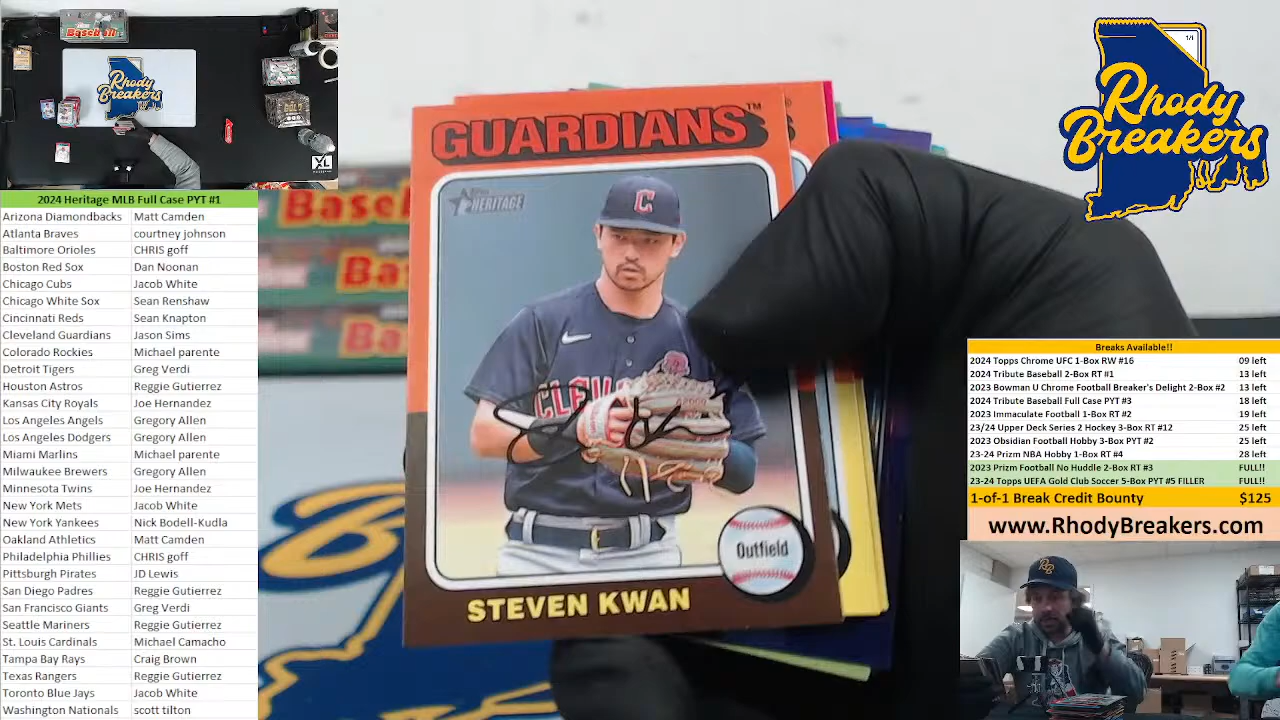 Baseball
Rhody
Breakers
XL
2024 Heritage MLB Full Case PYT #1
Arizona Diamondbacks Matt Camden
Atlanta Braves courtney johnson
Baltimore Orioles CHRIS goff
Boston Red Sox Dan Noonan
Chicago Cubs Jacob White
Chicago White Sox Sean Renshaw
Cincinnati Reds Sean Knapton
Cleveland Guardians Jason Sims
Colorado Rockies Michael parente
Detroit Tigers Greg Verdi
Houston Astros Reggie Gutierrez
Kansas City Royals Joe Hernandez
Los Angeles Angels Gregory Allen
Los Angeles Dodgers Gregory Allen
Miami Marlins Michael parente
Milwaukee Brewers Gregory Allen
Minnesota Twins Joe Hernandez
New York Mets Jacob White
New York Yankees Nick Bodell-Kudla
Oakland Athletics Matt Camden
Philadelphia Phillies CHRIS goff
Pittsburgh Pirates JD Lewis
San Diego Padres Reggie Gutierrez
San Francisco Giants Greg Verdi
Seattle Mariners Reggie Gutierrez
St. Louis Cardinals Michael Camacho
Tampa Bay Rays Craig Brown
Texas Rangers Reggie Gutierrez
Toronto Blue Jays Jacob White
Washington Nationals scott tilton
GUARDIANS™
Topps
HERITAGE
C
CLEV
Outfield
STEVEN KWAN
1/1
Rhody
Breakers
Breaks Available!!
2024 Topps Chrome UFC 1-Box RW #16 09 left
2024 Tribute Baseball 2-Box RT #1 13 left
2023 Bowman U Chrome Football Breaker's Delight 2-Box #2 13 left
2024 Tribute Baseball Full Case PYT #3 18 left
2023 Immaculate Football 1-Box RT #2 19 left
23/24 Upper Deck Series 2 Hockey 3-Box RT #12 25 left
2023 Obsidian Football Hobby 3-Box PYT #2 25 left
23-24 Prizm NBA Hobby 1-Box RT #4 28 left
2023 Prizm Football No Huddle 2-Box RT #3 FULL!!
23-24 Topps UEFA Gold Club Soccer 5-Box PYT #5 FILLER FULL!!
1-of-1 Break Credit Bounty $125
www.RhodyBreakers.com
RB